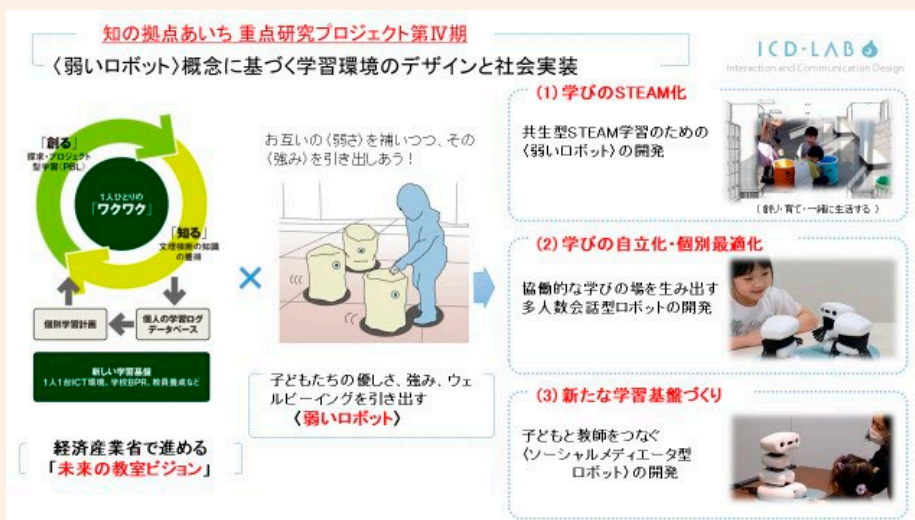 知の拠点あいち 重点研究プロジェクト第Ⅳ期
〈弱いロボット〉概念に基づく学習環境のデザインと社会実装
ICD-LAB
Interaction and Communication Design
「創る」
探求・プロジェクト
型学習(PBL)
1人ひとりの
「ワクワク」
「知る」
文理横断の知識
の獲得
個別学習計画
個人の学習ログ
データベース
新しい学習基盤
1人1台ICT環境、学校BPR、教員養成など
経済産業省で進める
「未来の教室ビジョン」
×
お互いの〈弱さ〉を補いつつ、その
〈強み〉を引き出しあう！
子どもたちの優しさ、強み、ウェ
ルビーイングを引き出す
〈弱いロボット〉
(1) 学びのSTEAM化
共生型STEAM学習のための
〈弱いロボット〉の開発
(創り・育て・一緒に生活する)
(2) 学びの自立化・個別最適化
協働的な学びの場を生み出す
多人数会話型ロボットの開発
(3) 新たな学習基盤づくり
子どもと教師をつなぐ
〈ソーシャルメディエータ型
ロボット〉の開発